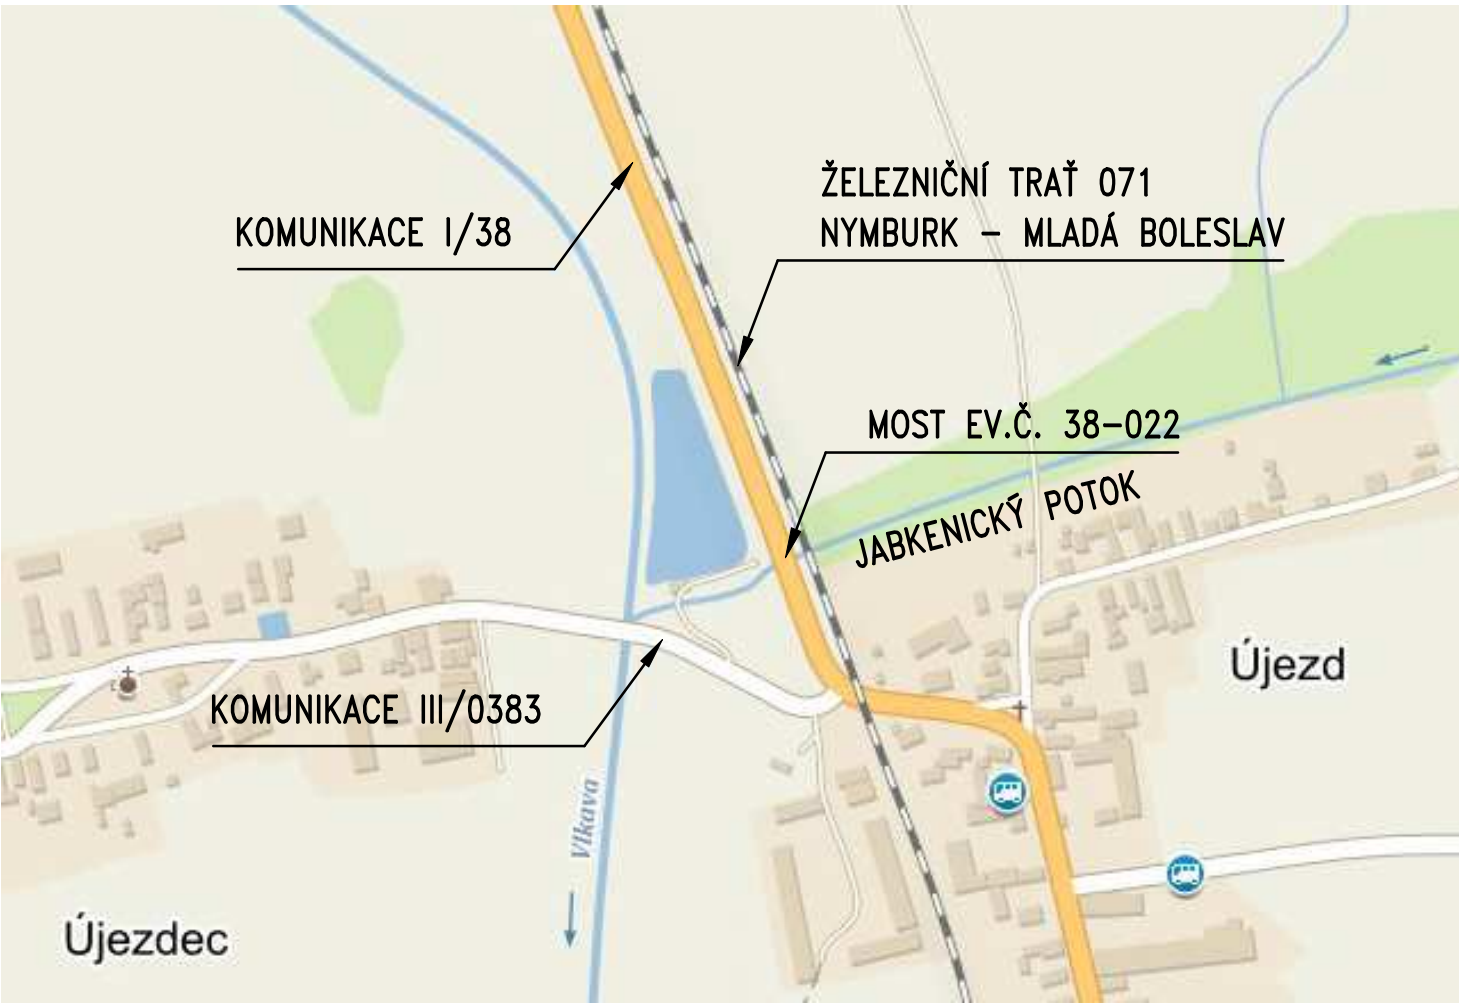 ŽELEZNIČNÍ TRAŤ 071
NYMBURK – MLADÁ BOLESLAV
KOMUNIKACE I/38
MOST EV.Č. 38–022
JABKENICKÝ POTOK
Újezd
KOMUNIKACE III/0383
Vlkava
Újezdec